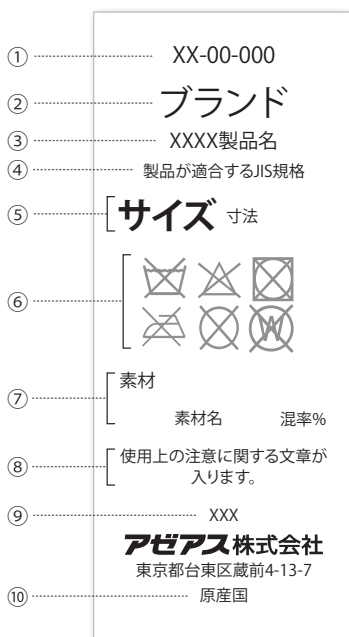 ① XX-00-000
② ブランド
③ XXXX製品名
④ 製品が適合するJIS規格
⑤ サイズ 寸法
⑥
W
⑦ 素材
素材名 混率%
⑧ 使用上の注意に関する文章が
入ります。
⑨ XXX
アゼアス株式会社
東京都台東区蔵前4-13-7
⑩ 原産国